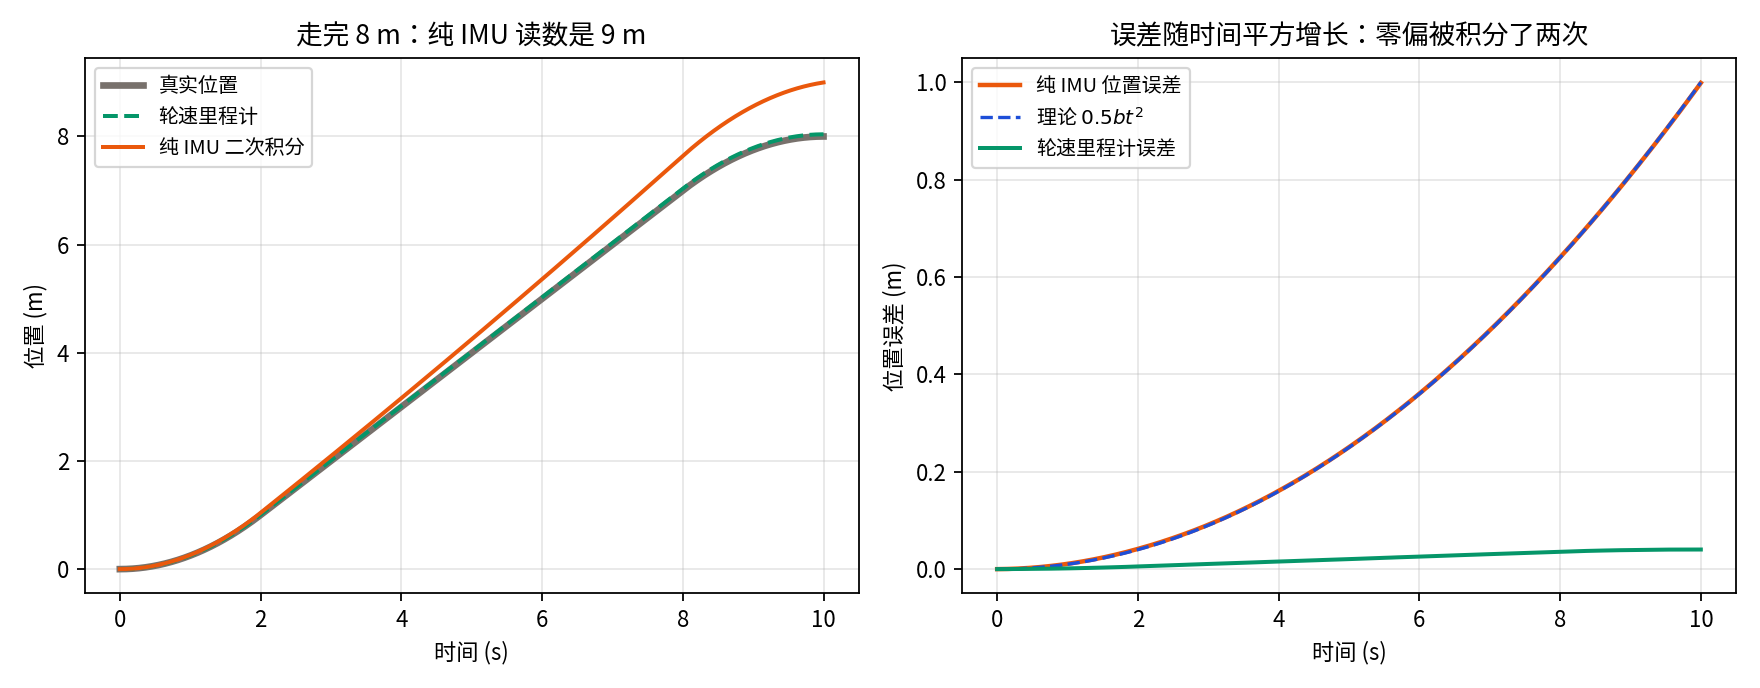 走完 8 m：纯 IMU 读数是 9 m
真实位置
轮速里程计
纯 IMU 二次积分
位置 (m)
8
6
4
2
0
0 2 4 6 8 10
时间 (s)
误差随时间平方增长：零偏被积分了两次
纯 IMU 位置误差
理论 0.5bt²
轮速里程计误差
位置误差 (m)
1.0
0.8
0.6
0.4
0.2
0.0
0 2 4 6 8 10
时间 (s)